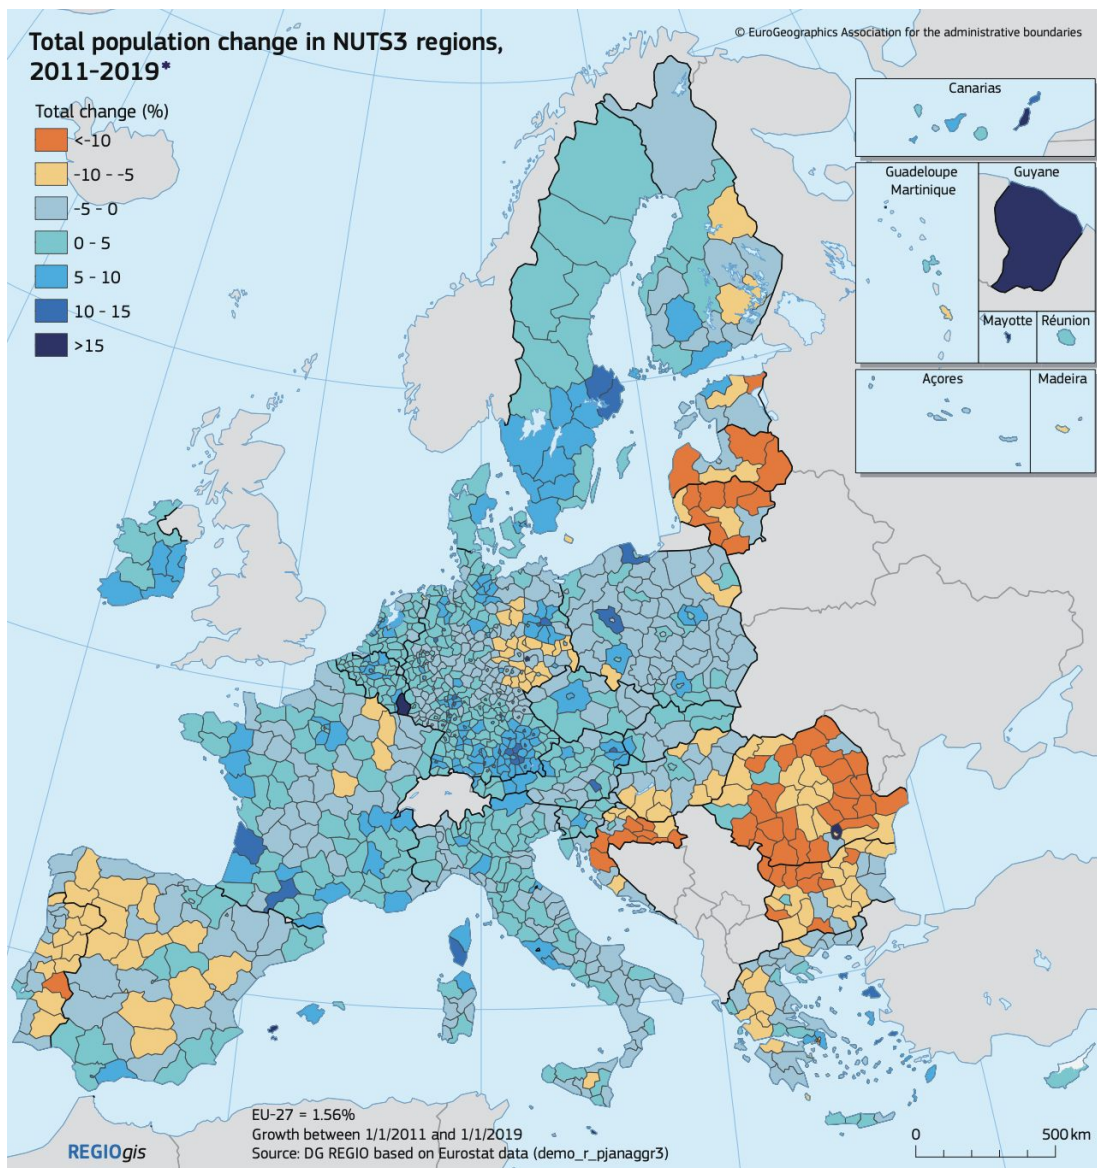 Total population change in NUTS3 regions,
2011-2019*
© EuroGeographics Association for the administrative boundaries
Total change (%)
<-10
-10 - -5
-5 - 0
0 - 5
5 - 10
10 - 15
>15
Canarias
Guadeloupe
Martinique
Guyane
Mayotte
Réunion
Açores
Madeira
EU-27 = 1.56%
Growth between 1/1/2011 and 1/1/2019
Source: DG REGIO based on Eurostat data (demo_r_pjanaggr3)
REGIOgis
0 500 km